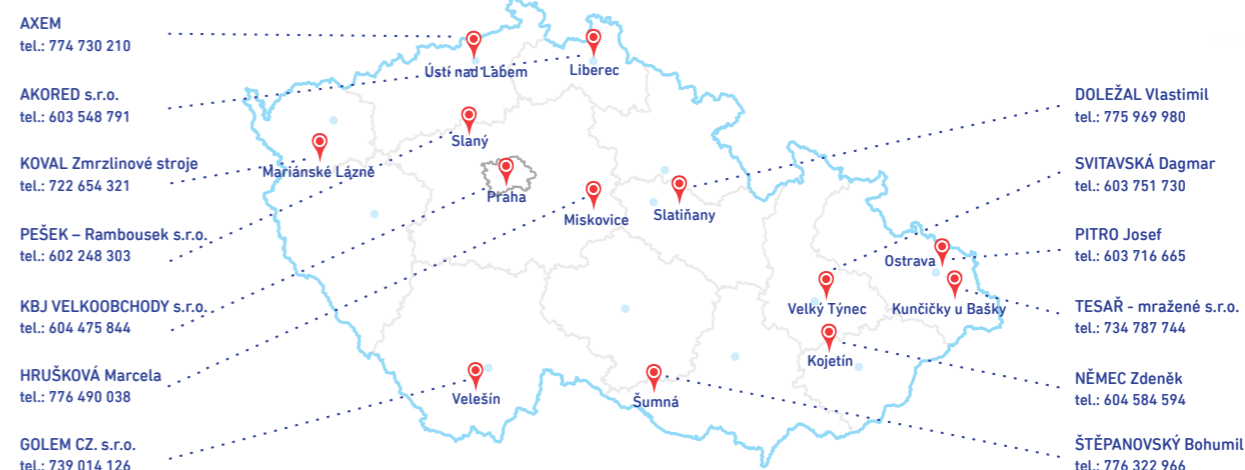 AXEM
tel.: 774 730 210
AKORED s.r.o.
tel.: 603 548 791
KOVAL Zmrzlinové stroje
tel.: 722 654 321
PEŠEK – Rambousek s.r.o.
tel.: 602 248 303
KBJ VELKOOBCHODY s.r.o.
tel.: 604 475 844
HRUŠKOVÁ Marcela
tel.: 776 490 038
GOLEM CZ. s.r.o.
tel.: 739 014 126
Ústí nad Labem
Liberec
Slaný
Mariánské Lázně
Praha
Miskovice
Slatiňany
Ostrava
Velký Týnec
Kunčičky u Bašky
Kojetín
Velešín
Šumná
DOLEŽAL Vlastimil
tel.: 775 969 980
SVITAVSKÁ Dagmar
tel.: 603 751 730
PITRO Josef
tel.: 603 716 665
TESAŘ - mražené s.r.o.
tel.: 734 787 744
NĚMEC Zdeněk
tel.: 604 584 594
ŠTĚPANOVSKÝ Bohumil
tel.: 776 322 966